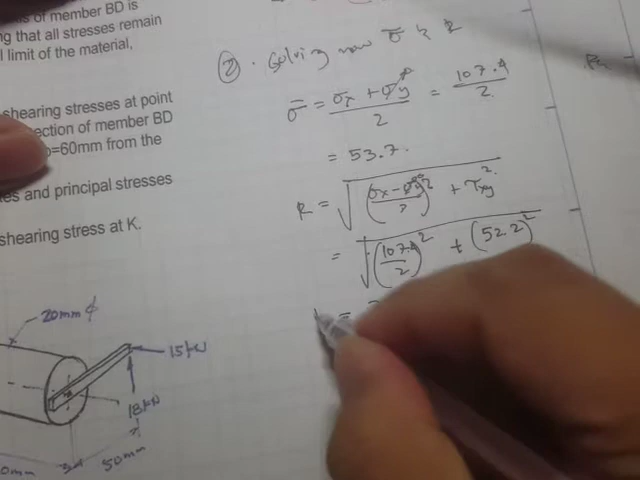 of member BD is
ng that all stresses remain
l limit of the material,
shearing stresses at point
ection of member BD
=60mm from the
es and principal stresses
shearing stress at K.
② . Solving now σ̄ & R
σ̄ = (σx + σy) / 2 = 107.4 / 2
= 53.7.
R = √(((σx - σy) / 2)² + τxy²)
= √((107.4 / 2)² + (52.2)²)
=
20mm ϕ
15kN
18kN
50mm
0mm